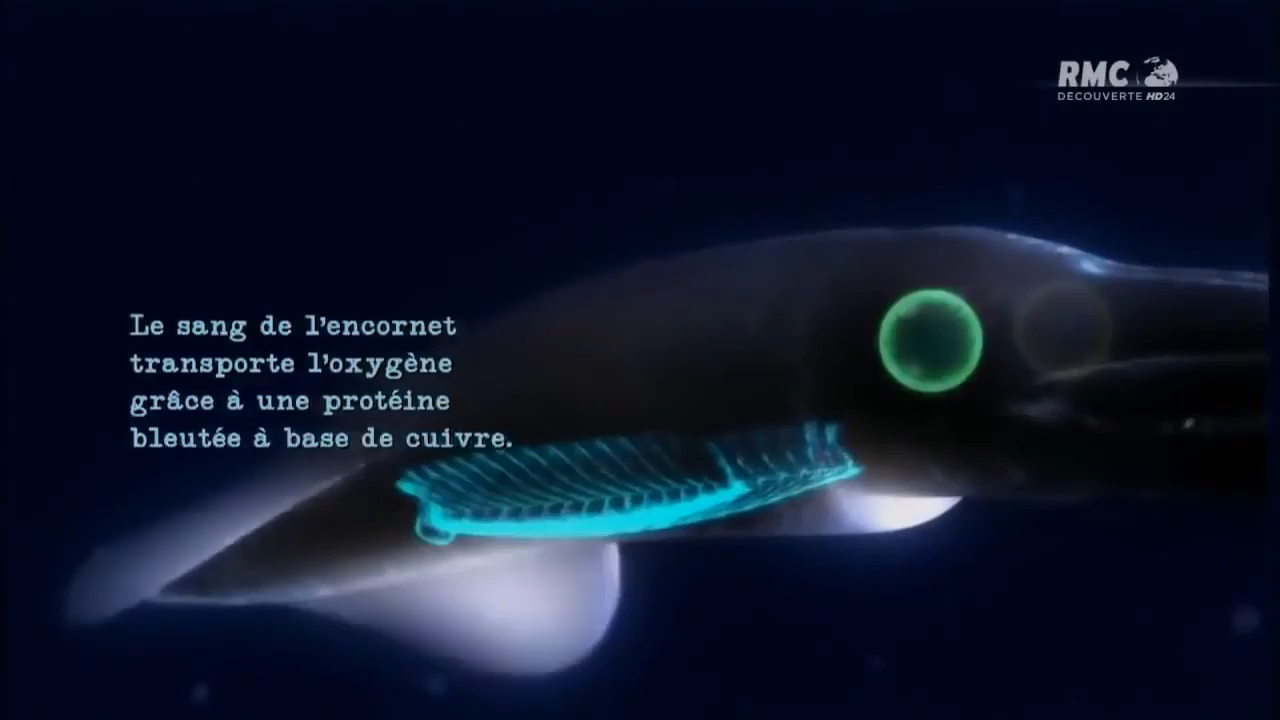 RMC
DECOUVERTE HD24
Le sang de l'encornet
transporte l'oxygène
grâce à une protéine
bleutée à base de cuivre.